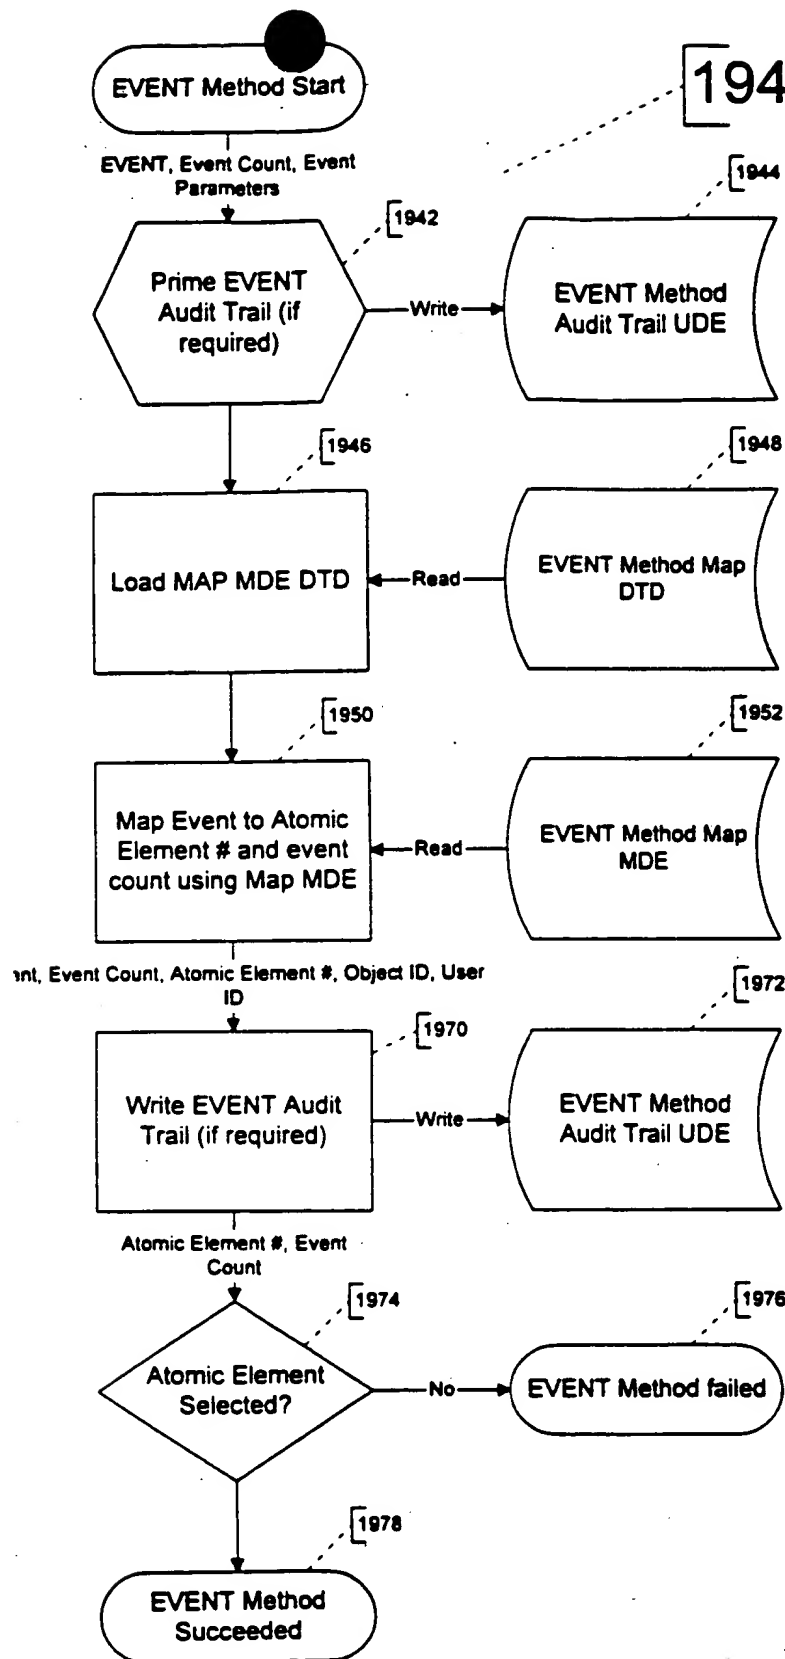 EVENT Method Start
194
EVENT, Event Count, Event
Parameters
1942
1944
Prime EVENT
Audit Trail (if
required)
Write
EVENT Method
Audit Trail UDE
1946
1948
Load MAP MDE DTD
Read
EVENT Method Map
DTD
1950
1952
Map Event to Atomic
Element # and event
count using Map MDE
Read
EVENT Method Map
MDE
Event Count, Atomic Element #, Object ID, User
ID
1970
1972
Write EVENT Audit
Trail (if required)
Write
EVENT Method
Audit Trail UDE
Atomic Element #, Event
Count
1974
1976
Atomic Element
Selected?
No
EVENT Method failed
1978
EVENT Method
Succeeded